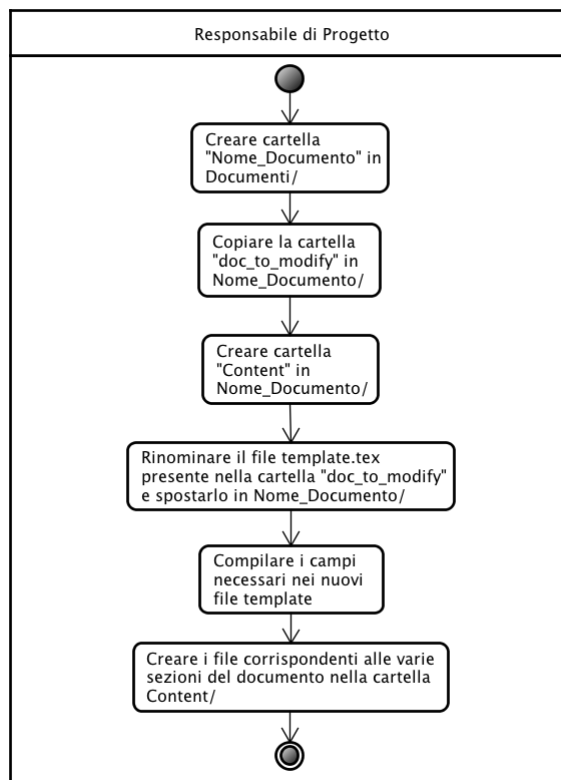 Responsabile di Progetto
Creare cartella
"Nome_Documento" in
Documenti/
Copiare la cartella
"doc_to_modify" in
Nome_Documento/
Creare cartella
"Content" in
Nome_Documento/
Rinominare il file template.tex
presente nella cartella "doc_to_modify"
e spostarlo in Nome_Documento/
Compilare i campi
necessari nei nuovi
file template
Creare i file corrispondenti alle varie
sezioni del documento nella cartella
Content/